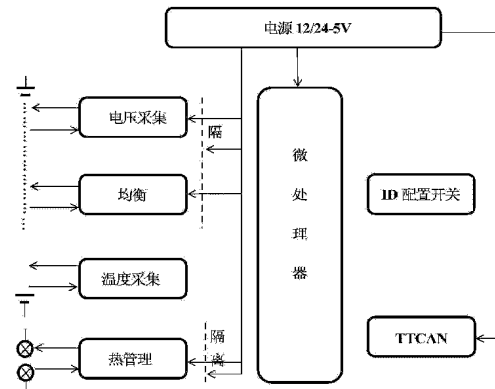 电源 12/24-5V
电压采集
隔
微处理器
均衡
ID 配置开关
温度采集
TTCAN
热管理
隔离